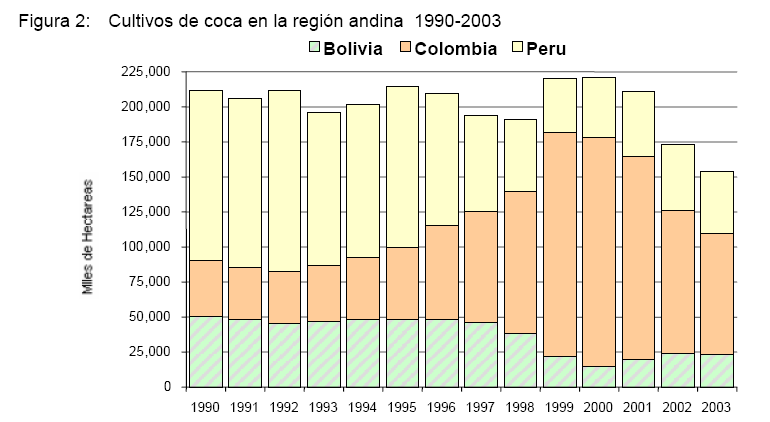 Figura 2: Cultivos de coca en la región andina 1990-2003
Bolivia Colombia Peru
225,000
200,000
175,000
150,000
125,000
100,000
75,000
50,000
25,000
0
Miles de Hectareas
1990 1991 1992 1993 1994 1995 1996 1997 1998 1999 2000 2001 2002 2003